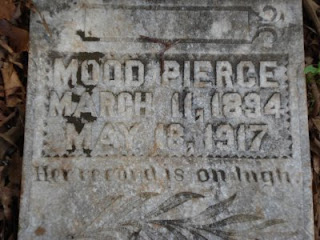 MOOD PIERCE
MARCH 11, 1894
MAY 18, 1917
Her record is on high.